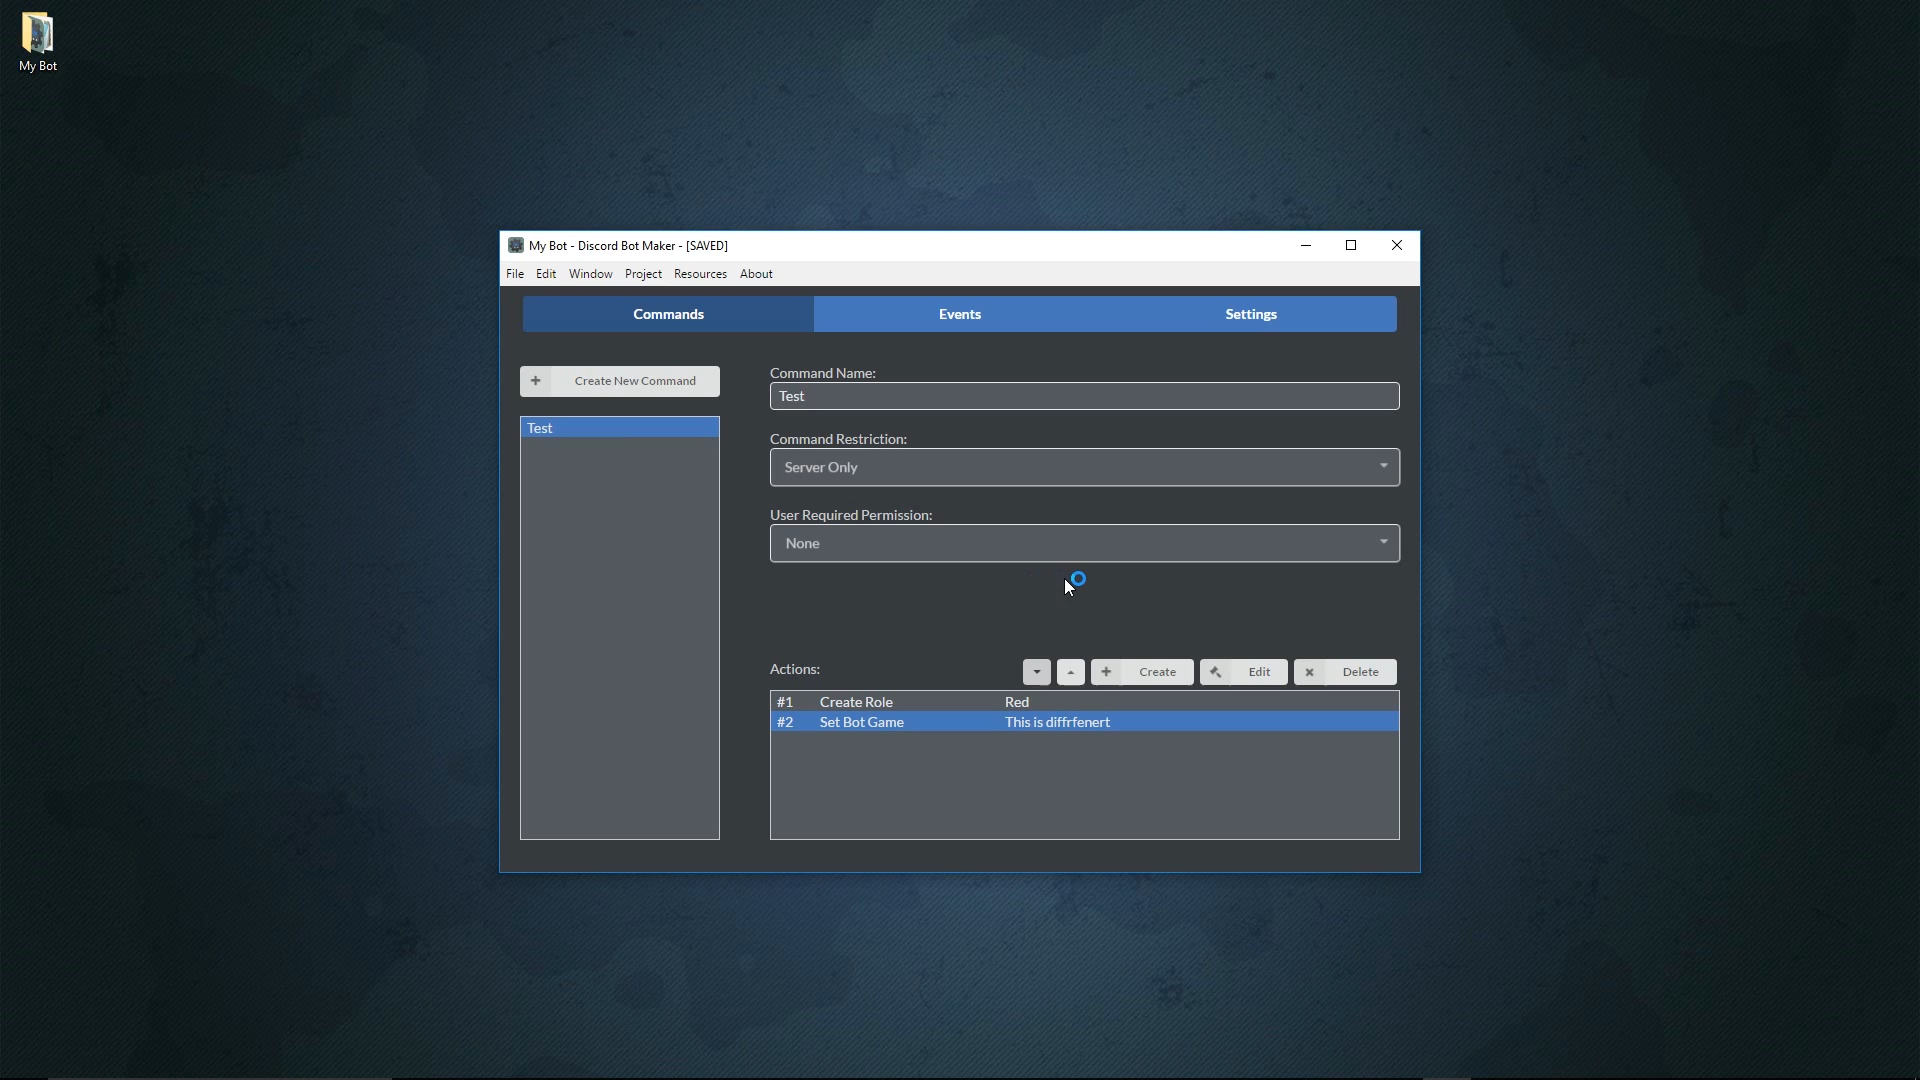 My Bot
My Bot - Discord Bot Maker - [SAVED]
File Edit Window Project Resources About
Commands Events Settings
Create New Command
Test
Command Name:
Test
Command Restriction:
Server Only
User Required Permission:
None
Actions:
Create Edit Delete
#1 Create Role Red
#2 Set Bot Game This is diffrfenert